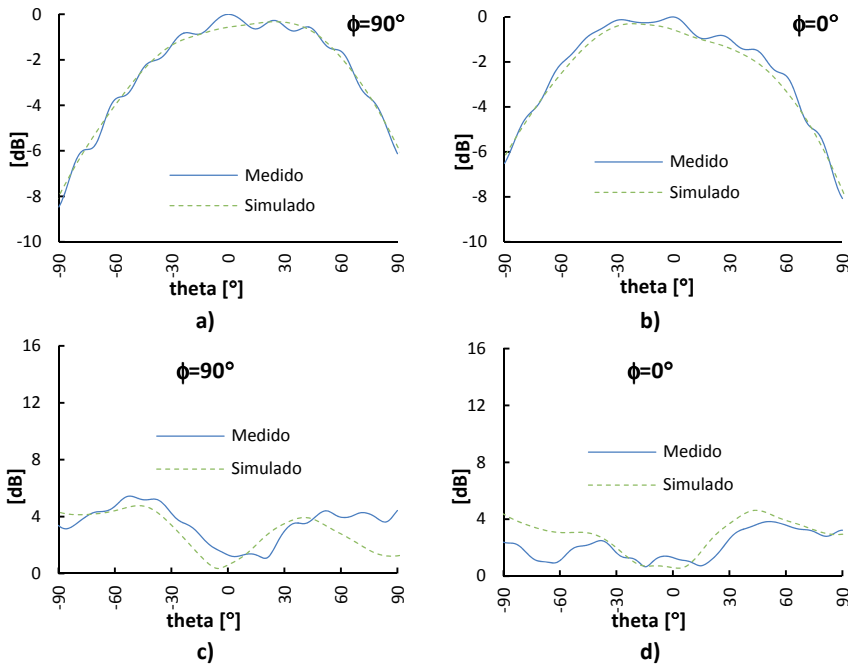 0
-2
-4
-6
-8
-10
[dB]
ϕ=90°
Medido
Simulado
-90
-60
-30
0
30
60
90
theta [°]
a)
0
-2
-4
-6
-8
-10
[dB]
ϕ=0°
Medido
Simulado
-90
-60
-30
0
30
60
90
theta [°]
b)
16
12
8
4
0
[dB]
ϕ=90°
Medido
Simulado
-90
-60
-30
0
30
60
90
theta [°]
c)
16
12
8
4
0
[dB]
ϕ=0°
Medido
Simulado
-90
-60
-30
0
30
60
90
theta [°]
d)